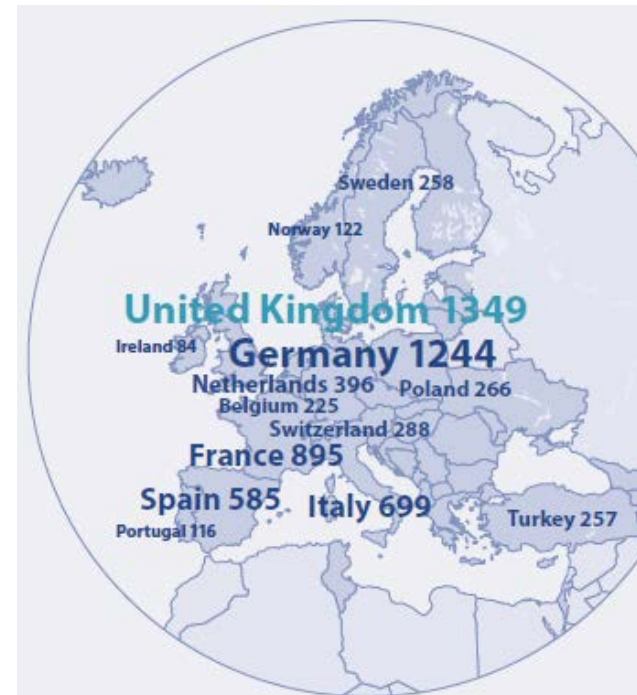 Sweden 258
Norway 122
United Kingdom 1349
Ireland 84
Germany 1244
Netherlands 396
Poland 266
Belgium 225
Switzerland 288
France 895
Spain 585
Italy 699
Turkey 257
Portugal 116